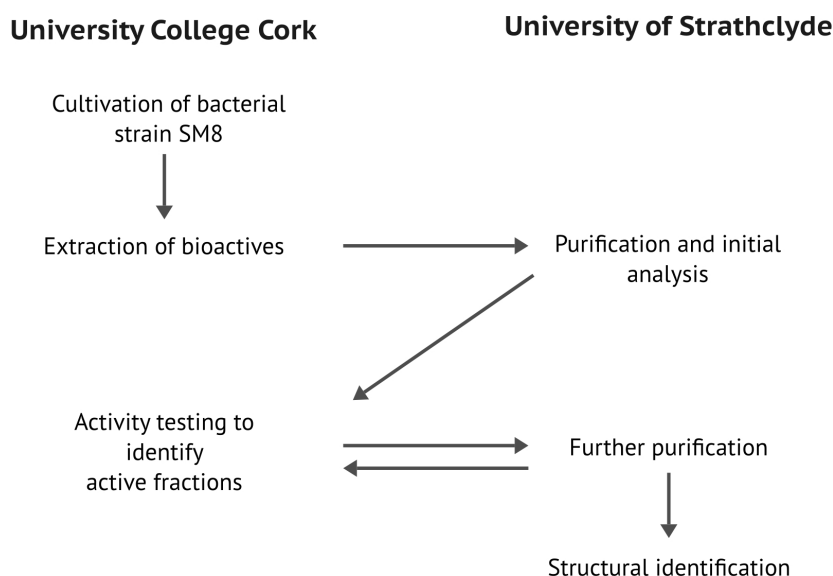 University College Cork
University of Strathclyde
Cultivation of bacterial
strain SM8
Extraction of bioactives
Purification and initial
analysis
Activity testing to
identify
active fractions
Further purification
Structural identification